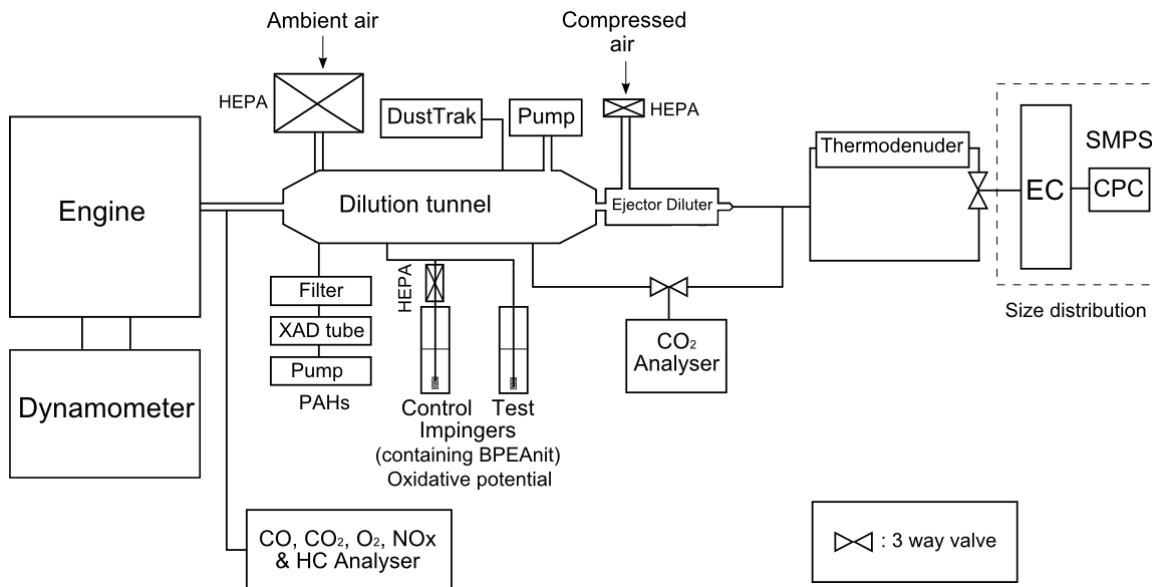 Ambient air
Compressed
air
HEPA
HEPA
DustTrak
Pump
Engine
Dilution tunnel
Ejector Diluter
Thermodenuder
EC
SMPS
CPC
Size distribution
Filter
XAD tube
Pump
PAHs
HEPA
Control Test
Impingers
(containing BPEAnit)
Oxidative potential
CO₂
Analyser
Dynamometer
CO, CO₂, O₂, NOx
& HC Analyser
: 3 way valve